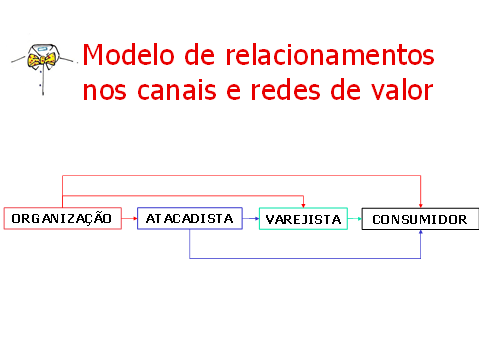 Modelo de relacionamentos
nos canais e redes de valor
ORGANIZAÇÃO ATACADISTA VAREJISTA CONSUMIDOR